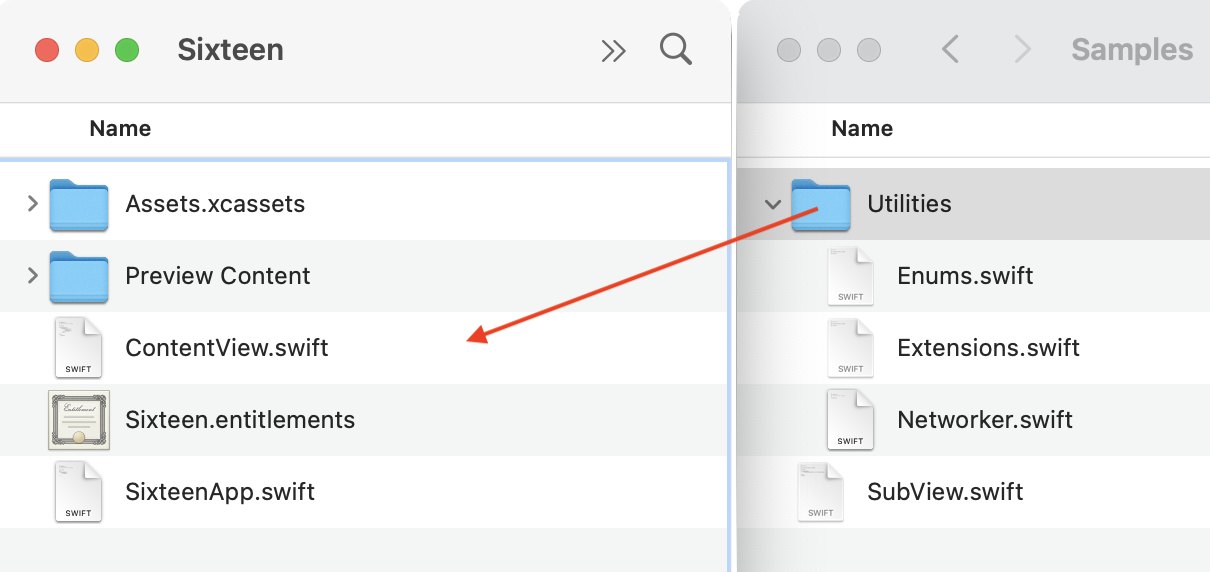 Sixteen
Name
Assets.xcassets
Preview Content
SWIFT
ContentView.swift
Entitlement
Sixteen.entitlements
SWIFT
SixteenApp.swift
Samples
Name
Utilities
SWIFT
Enums.swift
SWIFT
Extensions.swift
SWIFT
Networker.swift
SWIFT
SubView.swift